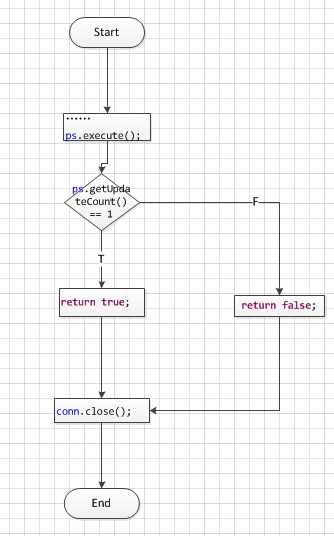 Start
......
ps.execute();
ps.getUpda
teCount()
== 1
F
T
return true;
return false;
conn.close();
End